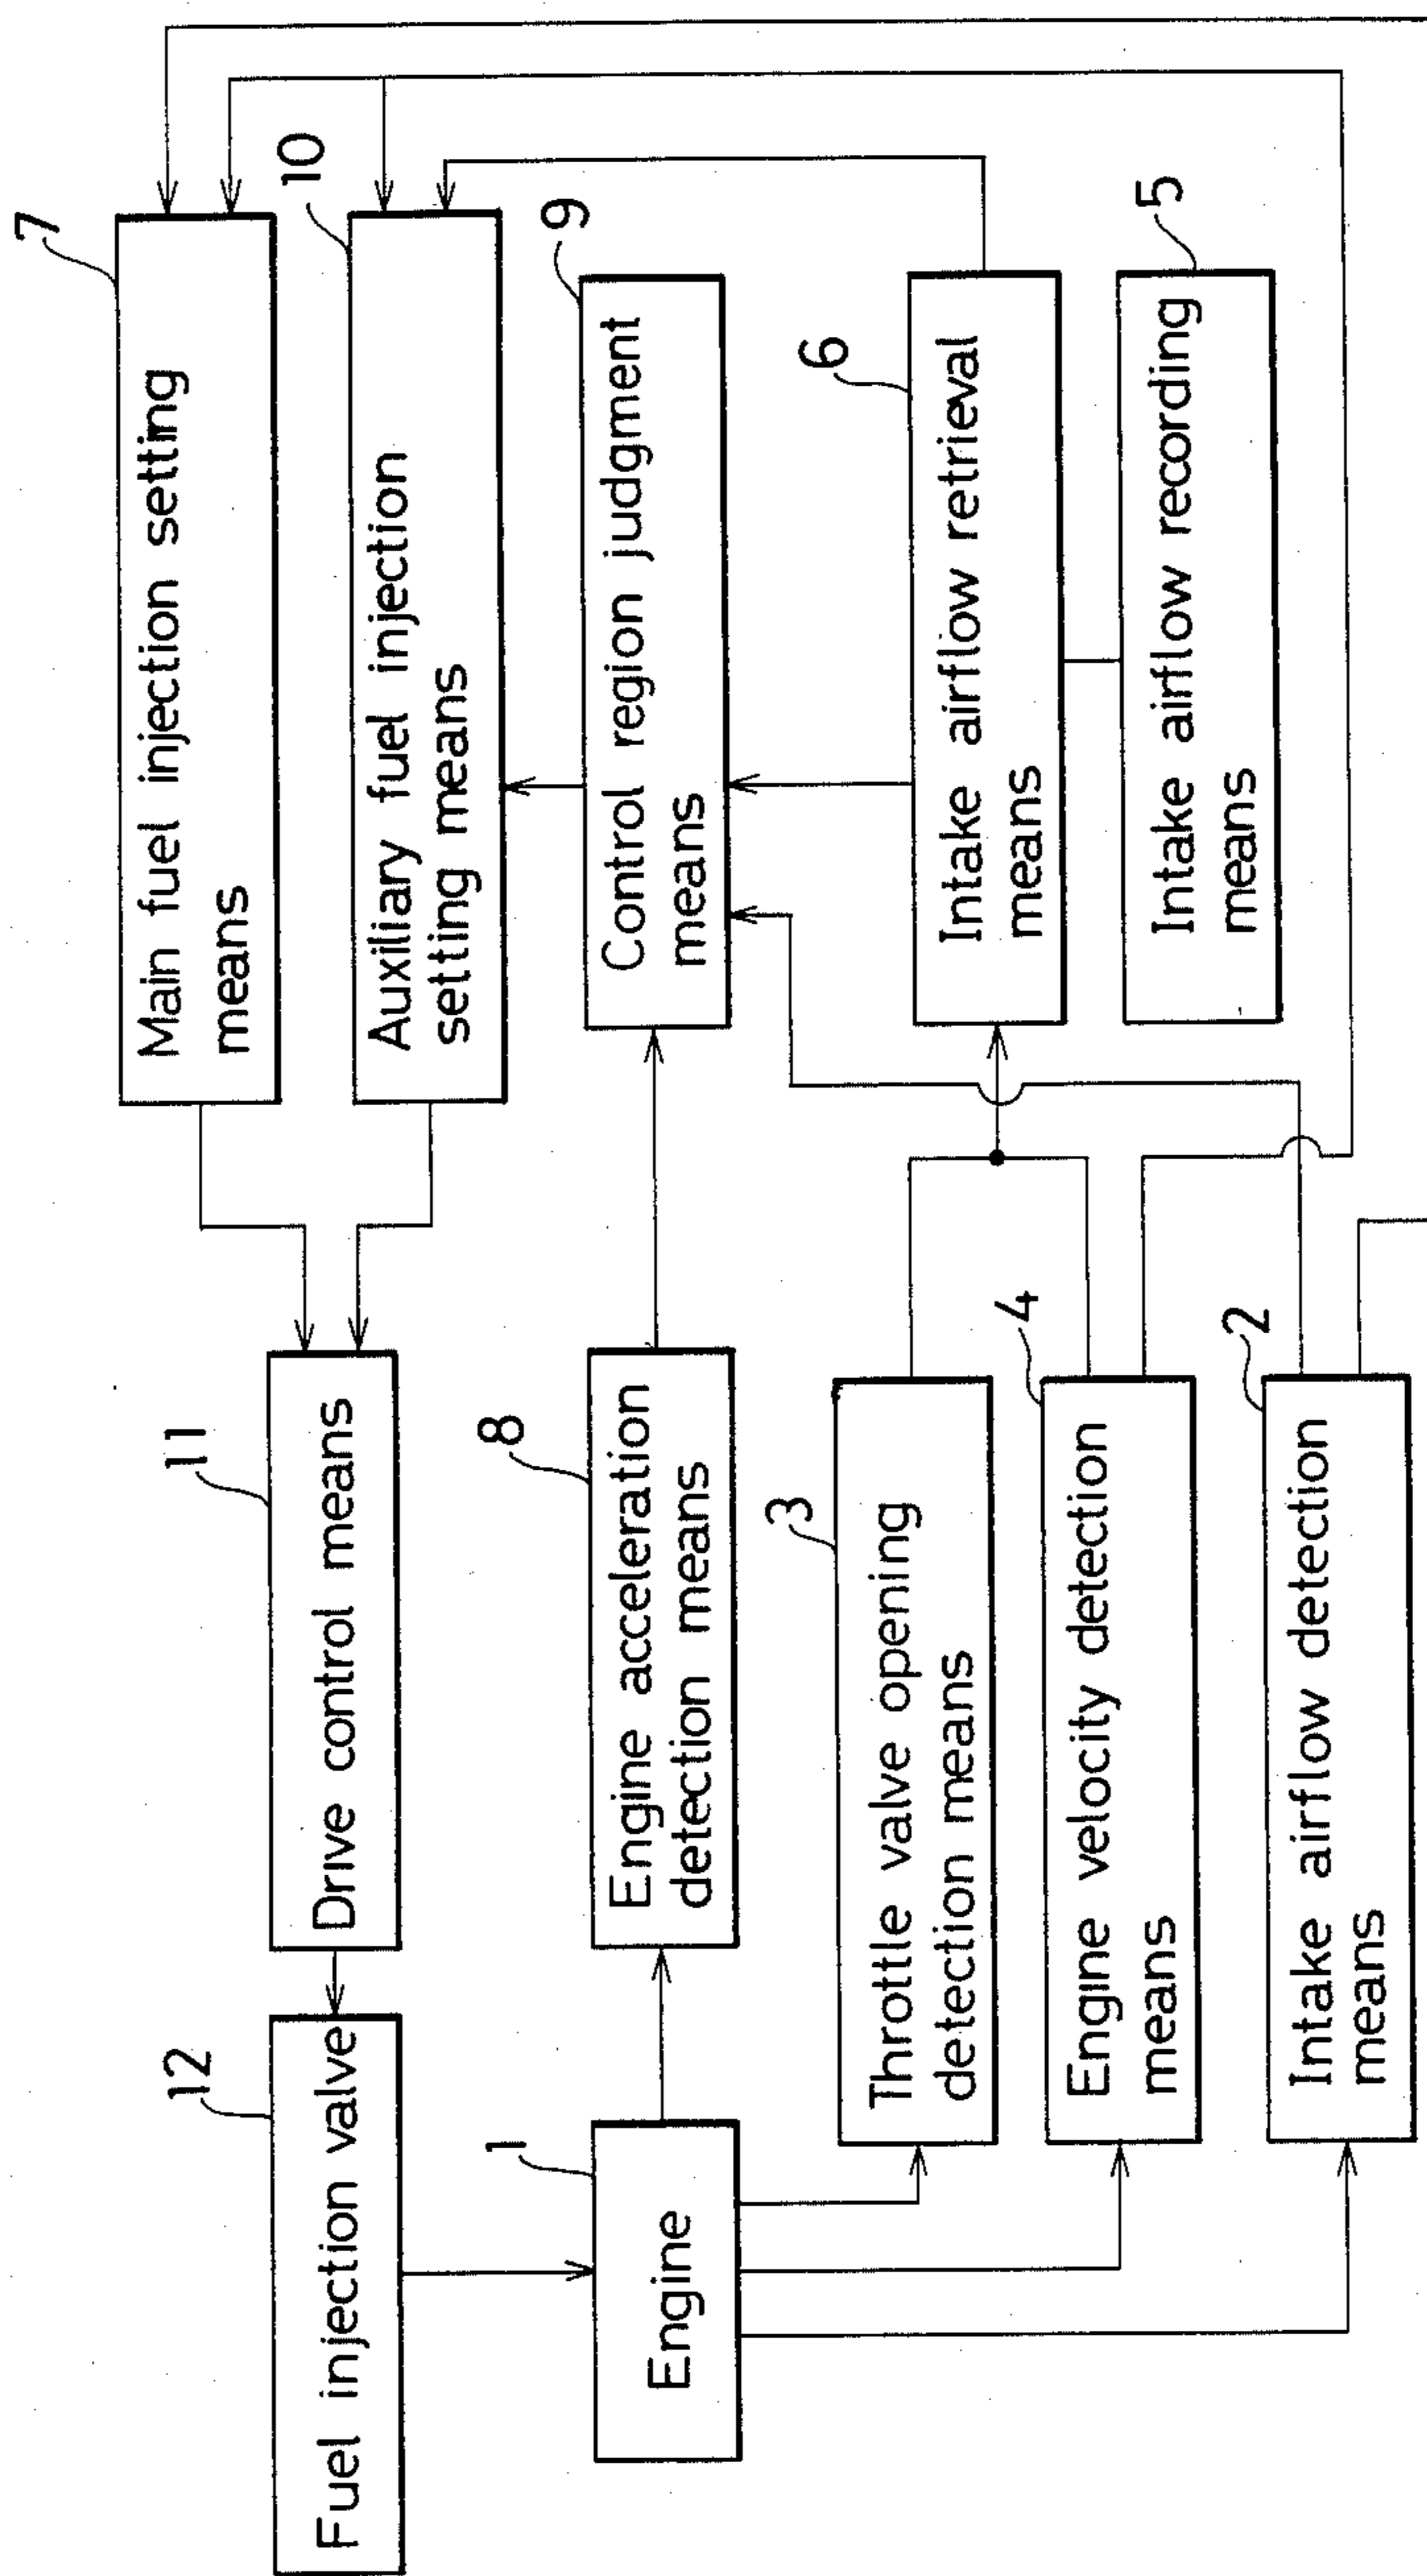 12
Fuel injection valve
11
Drive control means
7
Main fuel injection setting
means
10
Auxiliary fuel injection
setting means
1
Engine
8
Engine acceleration
detection means
9
Control region judgment
means
3
Throttle valve opening
detection means
4
Engine velocity detection
means
2
Intake airflow detection
means
6
Intake airflow retrieval
means
5
Intake airflow recording
means